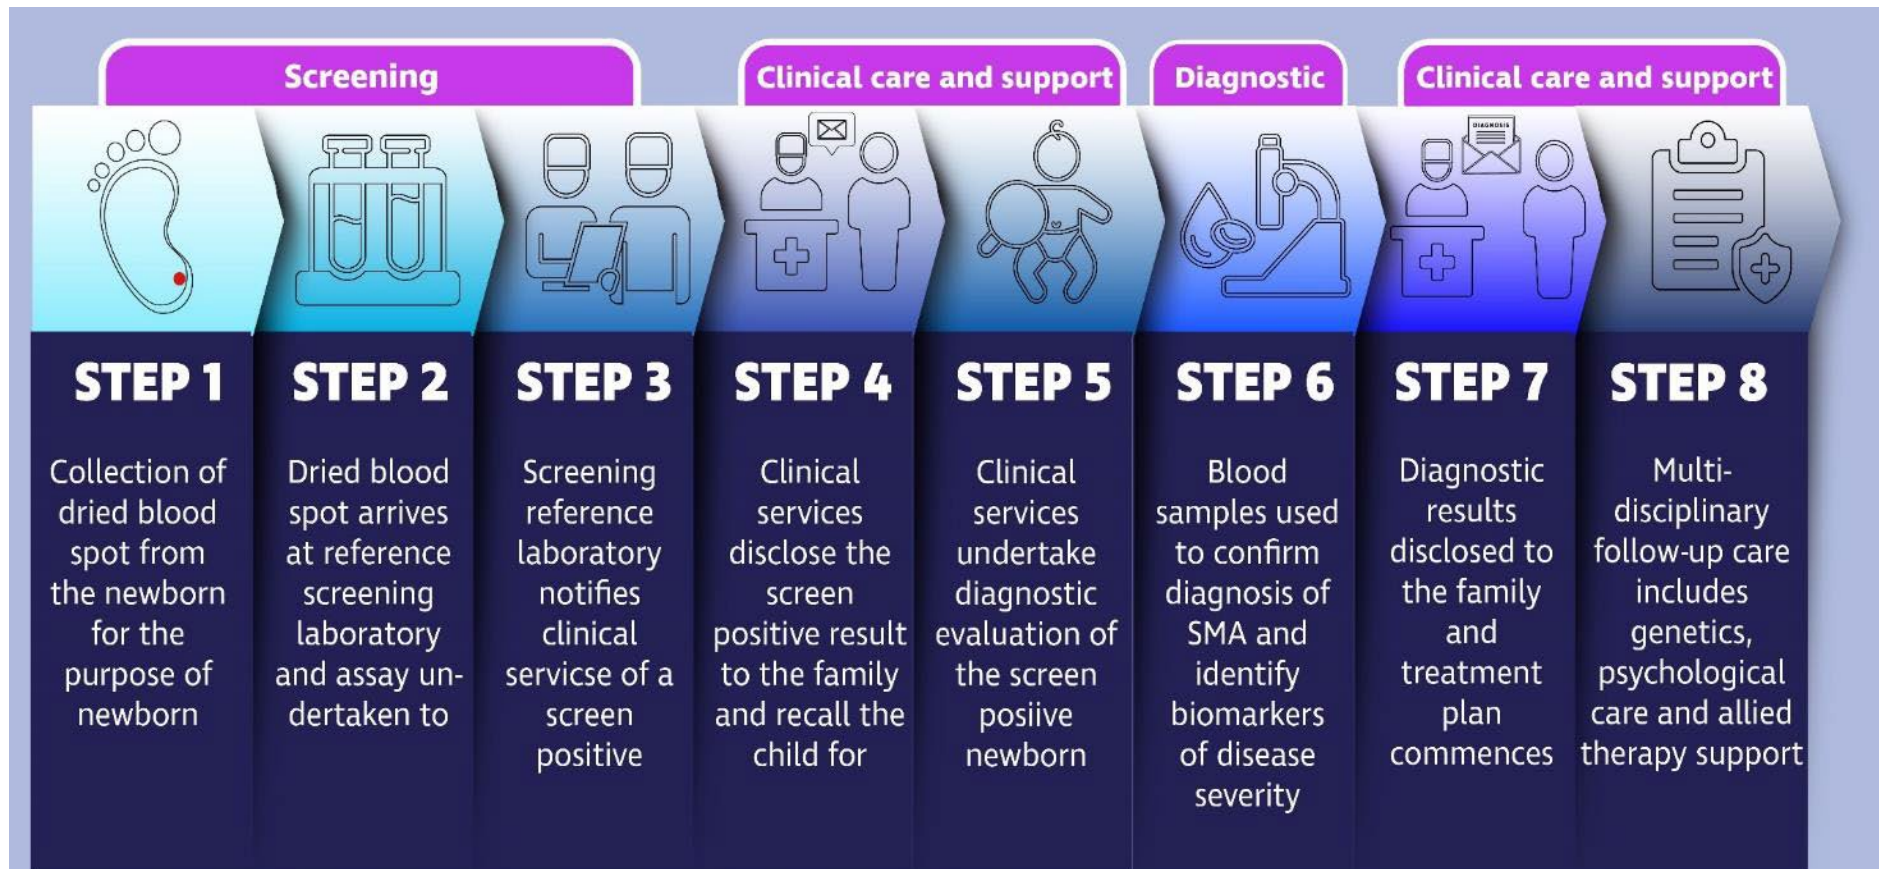 Screening
Clinical care and support
Diagnostic
Clinical care and support
DIAGNOSIS
STEP 1
Collection of
dried blood
spot from
the newborn
for the
purpose of
newborn
STEP 2
Dried blood
spot arrives
at reference
screening
laboratory
and assay un-
dertaken to
STEP 3
Screening
reference
laboratory
notifies
clinical
servicse of a
screen
positive
STEP 4
Clinical
services
disclose the
screen
positive result
to the family
and recall the
child for
STEP 5
Clinical
services
undertake
diagnostic
evaluation of
the screen
posiive
newborn
STEP 6
Blood
samples used
to confirm
diagnosis of
SMA and
identify
biomarkers
of disease
severity
STEP 7
Diagnostic
results
disclosed to
the family
and
treatment
plan
commences
STEP 8
Multi-
disciplinary
follow-up care
includes
genetics,
psychological
care and allied
therapy support